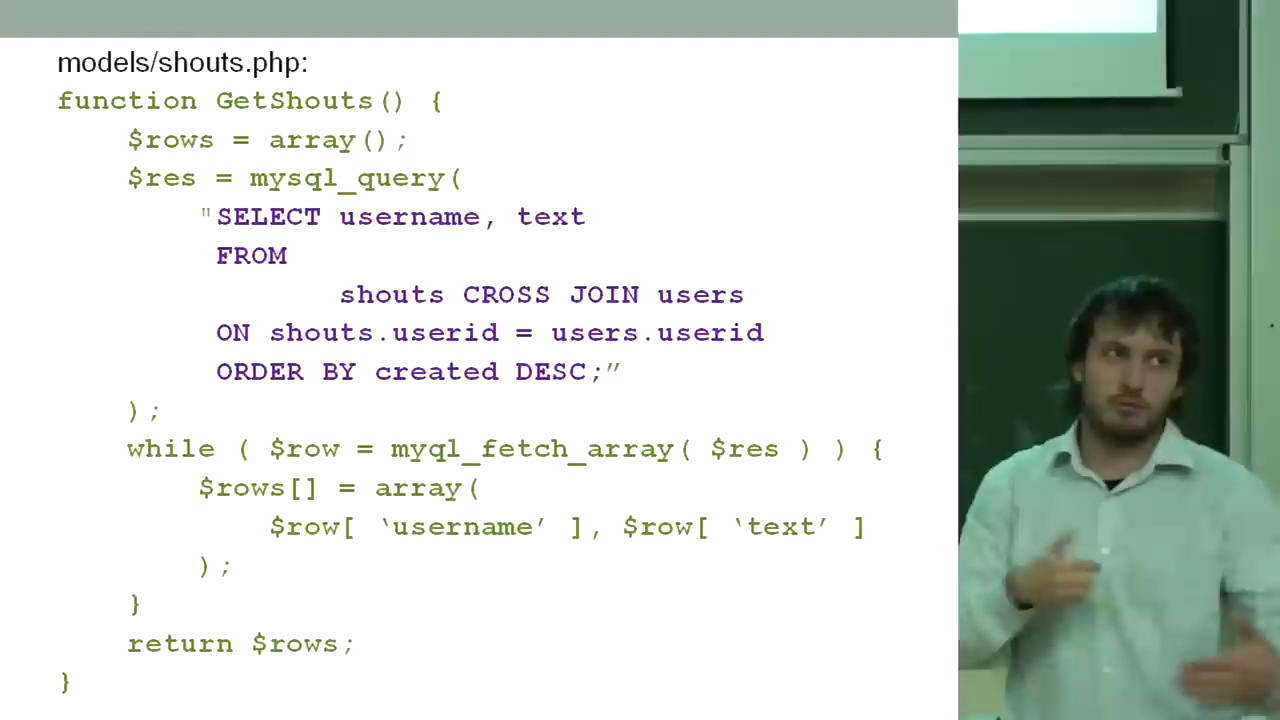 models/shouts.php:
function GetShouts() {
$rows = array();
$res = mysql_query(
"SELECT username, text
FROM
shouts CROSS JOIN users
ON shouts.userid = users.userid
ORDER BY created DESC;”
);
while ( $row = myql_fetch_array( $res ) ) {
$rows[] = array(
$row[ ‘username’ ], $row[ ‘text’ ]
);
}
return $rows;
}